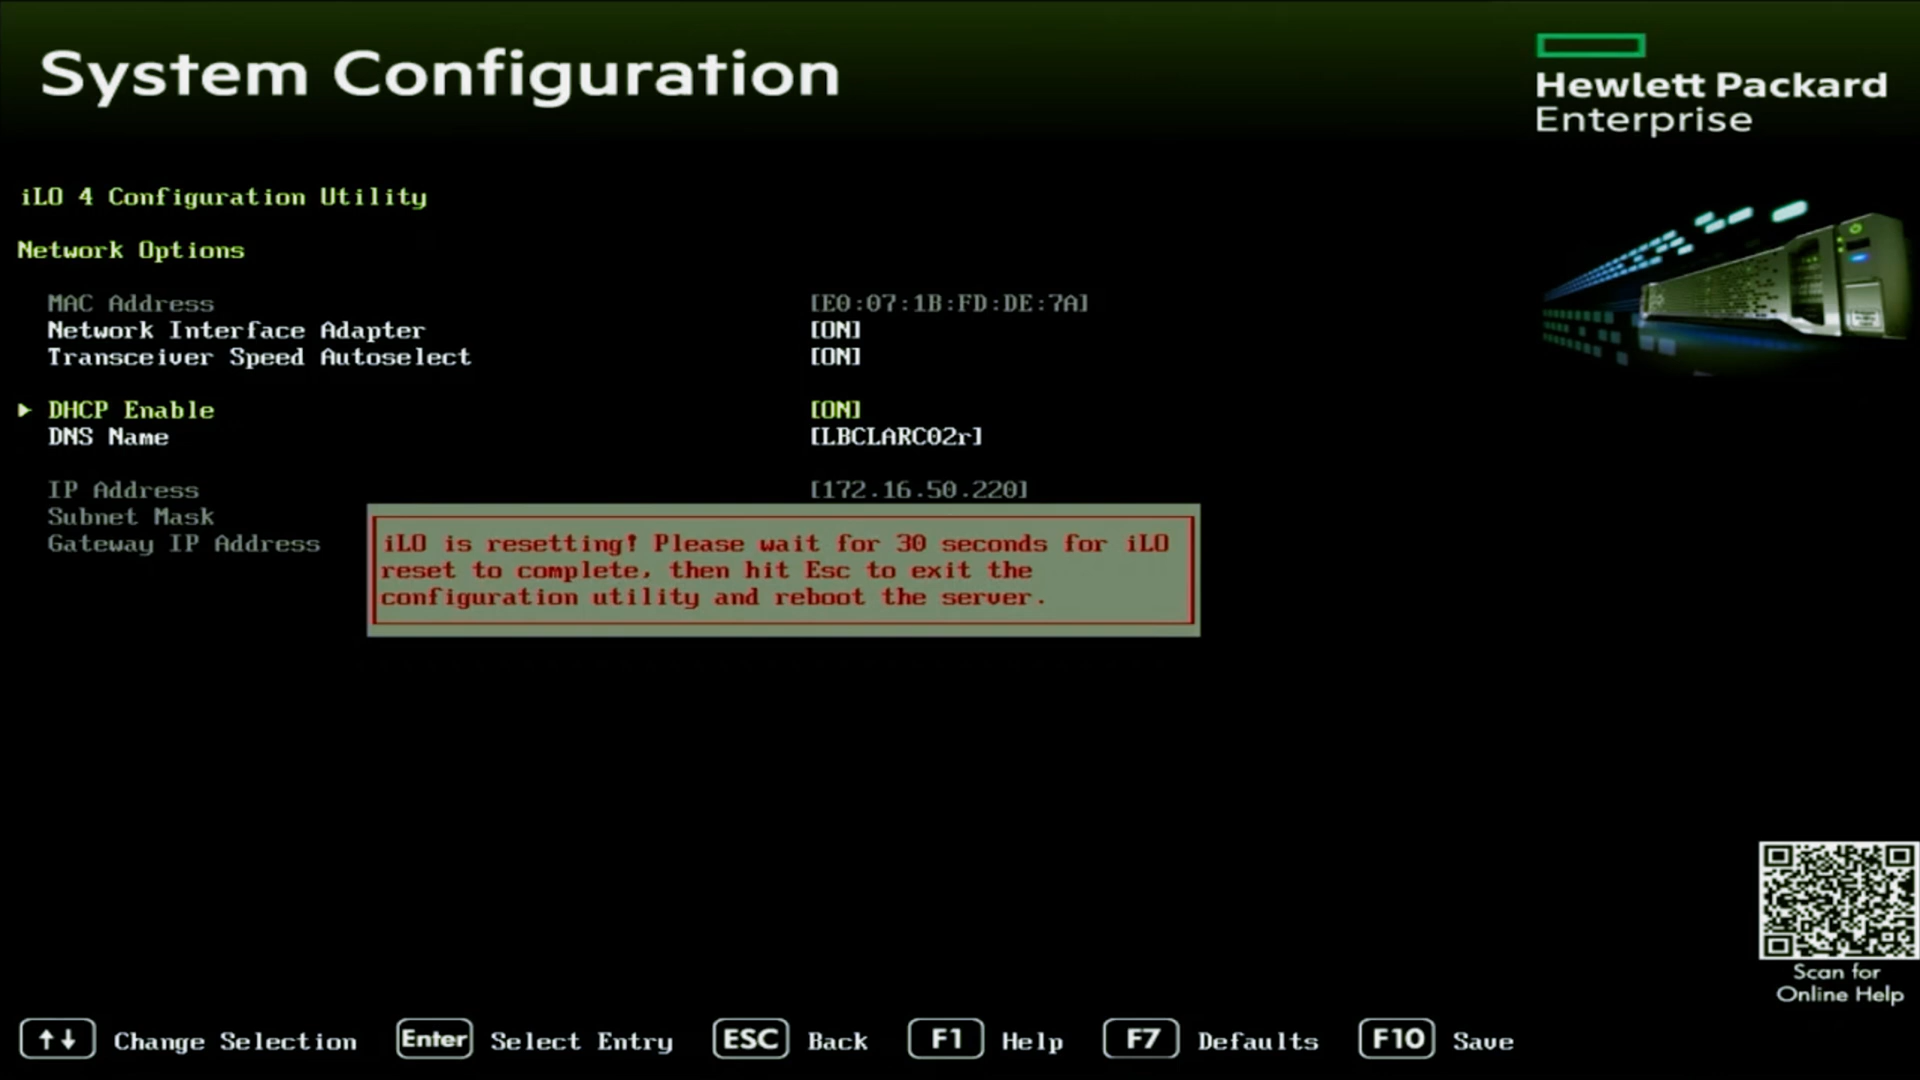 System Configuration
Hewlett Packard
Enterprise
iLO 4 Configuration Utility
Network Options
MAC Address [E0:07:1B:FD:DE:7A]
Network Interface Adapter [ON]
Transceiver Speed Autoselect [ON]
DHCP Enable [ON]
DNS Name [LBCLARC02r]
IP Address [172.16.50.220]
Subnet Mask
Gateway IP Address
iLO is resetting! Please wait for 30 seconds for iLO
reset to complete, then hit Esc to exit the
configuration utility and reboot the server.
Scan for
Online Help
↑↓ Change Selection Enter Select Entry ESC Back F1 Help F7 Defaults F10 Save